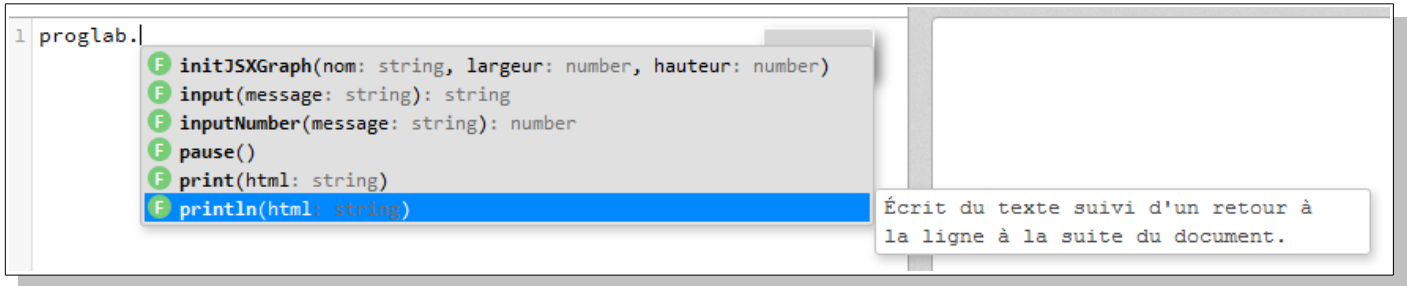 1 proglab.
F initJSXGraph(nom: string, largeur: number, hauteur: number)
F input(message: string): string
F inputNumber(message: string): number
F pause()
F print(html: string)
F println(html: string)
Écrit du texte suivi d'un retour à
la ligne à la suite du document.